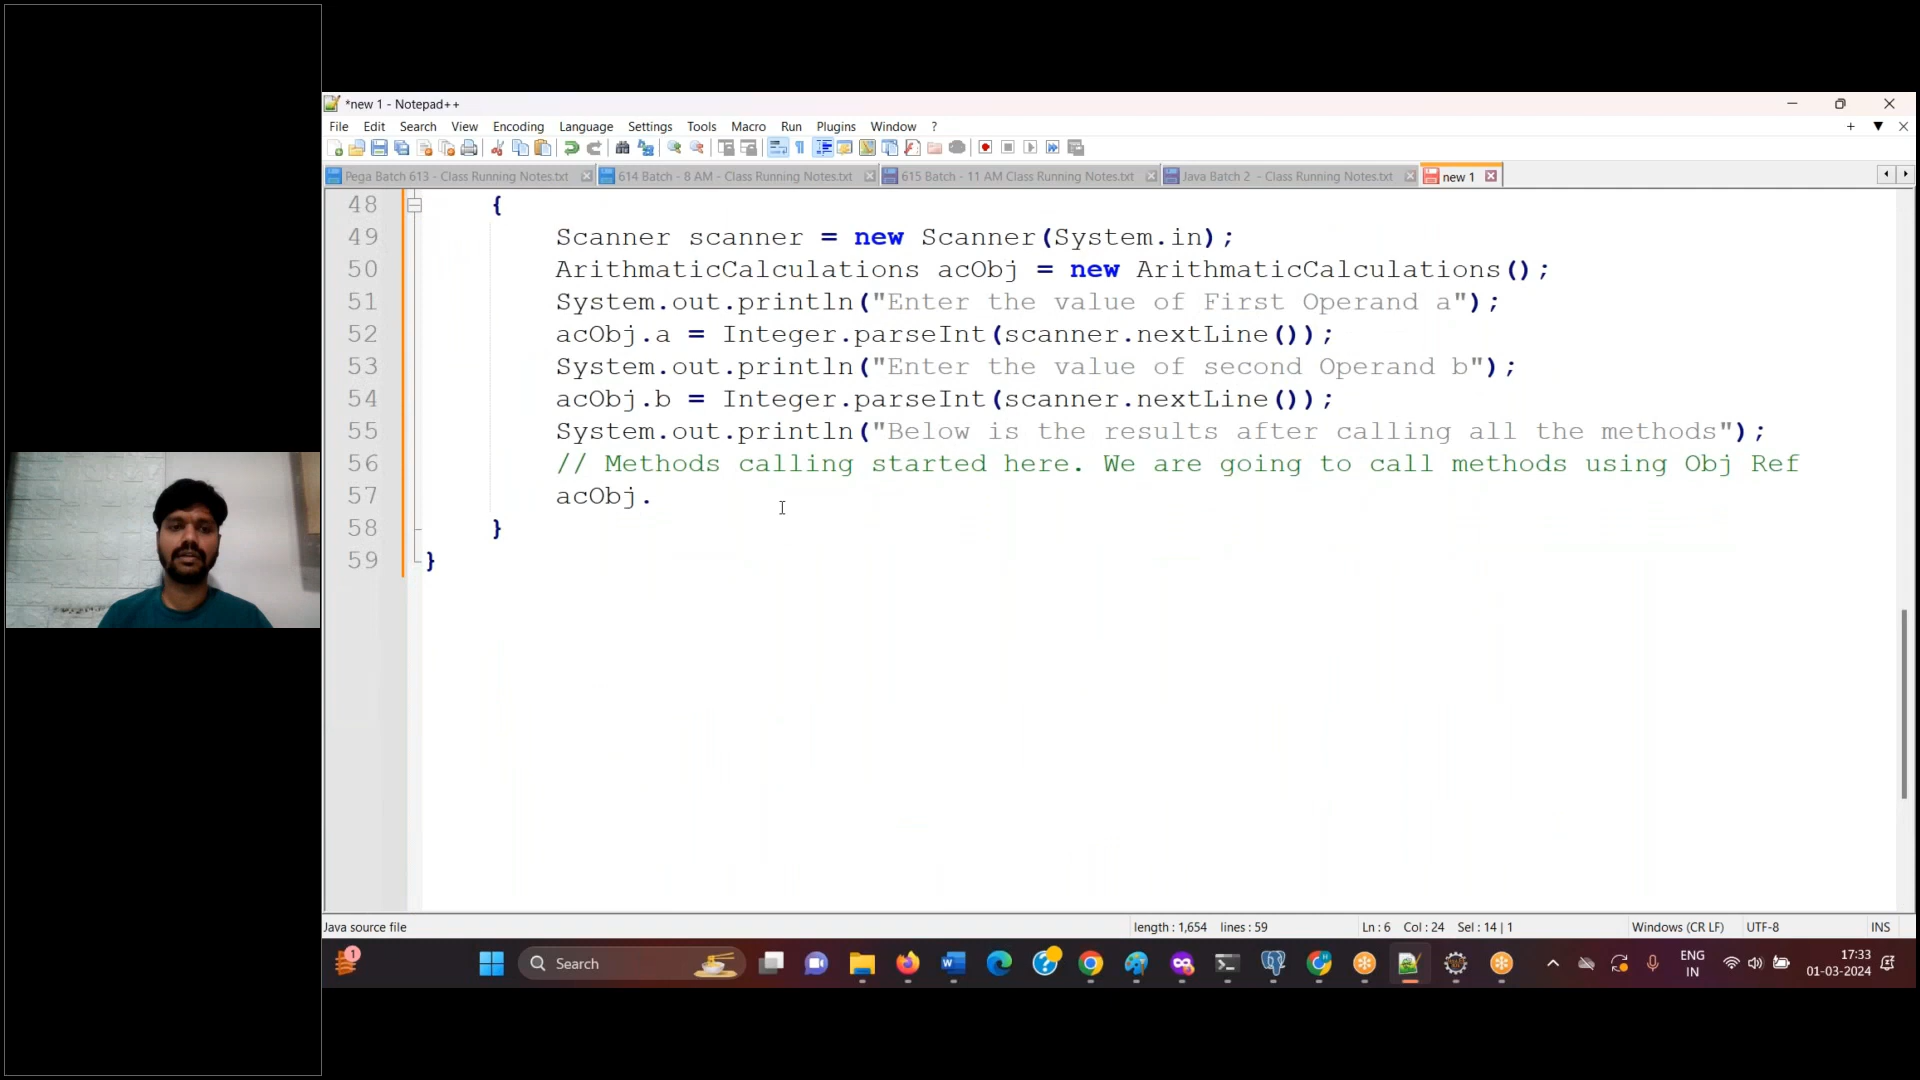 *new 1 - Notepad++
File Edit Search View Encoding Language Settings Tools Macro Run Plugins Window ?
Pega Batch 613 - Class Running Notes.txt 614 Batch - 8 AM - Class Running Notes.txt 615 Batch - 11 AM Class Running Notes.txt Java Batch 2 - Class Running Notes.txt new 1
48 {
49 Scanner scanner = new Scanner(System.in);
50 ArithmaticCalculations acObj = new ArithmaticCalculations();
51 System.out.println("Enter the value of First Operand a");
52 acObj.a = Integer.parseInt(scanner.nextLine());
53 System.out.println("Enter the value of second Operand b");
54 acObj.b = Integer.parseInt(scanner.nextLine());
55 System.out.println("Below is the results after calling all the methods");
56 // Methods calling started here. We are going to call methods using Obj Ref
57 acObj.
58 }
59 }
Java source file length : 1,654 lines : 59 Ln : 6 Col : 24 Sel : 14 | 1 Windows (CR LF) UTF-8 INS
1 Search ENG 17:33
IN 01-03-2024